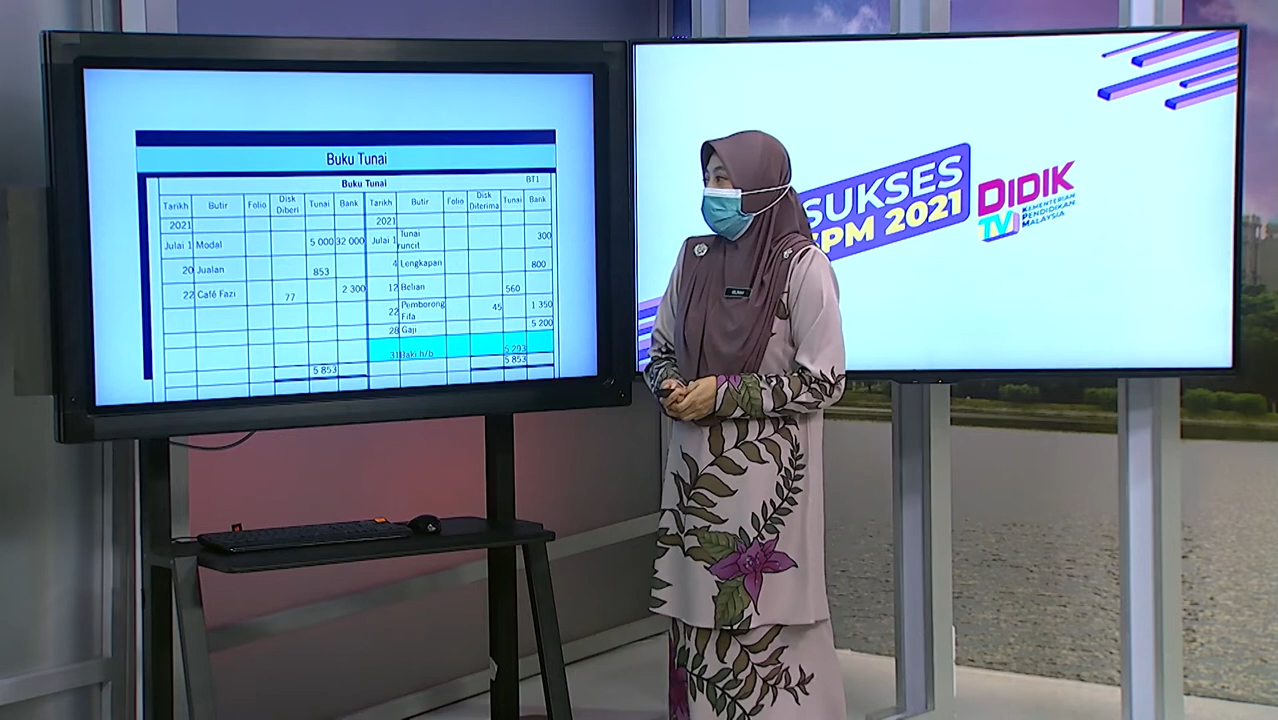 Buku Tunai
Buku Tunai BT1
Tarikh Butir Folio Disk Diberi Tunai Bank Tarikh Butir Folio Disk Diterima Tunai Bank
2021 2021
Julai 1 Modal 5 000 32 000 Julai 1 Tunai runcit 300
20 Jualan 853 4 Lengkapan 800
22 Café Fazi 77 2 300 12 Belian 560
22 Pemborong Fifa 45 1 350
28 Gaji 5 200
31 Baki h/b 5 293
5 853 5 853
SUKSES
SPM 2021
DIDIK
TV
KEMENTERIAN
PENDIDIKAN
MALAYSIA